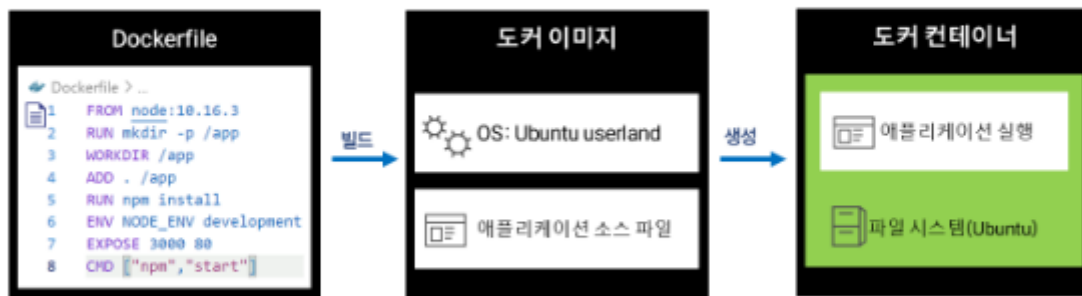 Dockerfile
Dockerfile > ...
1 FROM node:10.16.3
2 RUN mkdir -p /app
3 WORKDIR /app
4 ADD . /app
5 RUN npm install
6 ENV NODE_ENV development
7 EXPOSE 3000 80
8 CMD ["npm","start"]
빌드
도커 이미지
OS: Ubuntu userland
애플리케이션 소스 파일
생성
도커 컨테이너
애플리케이션 실행
파일 시스템(Ubuntu)